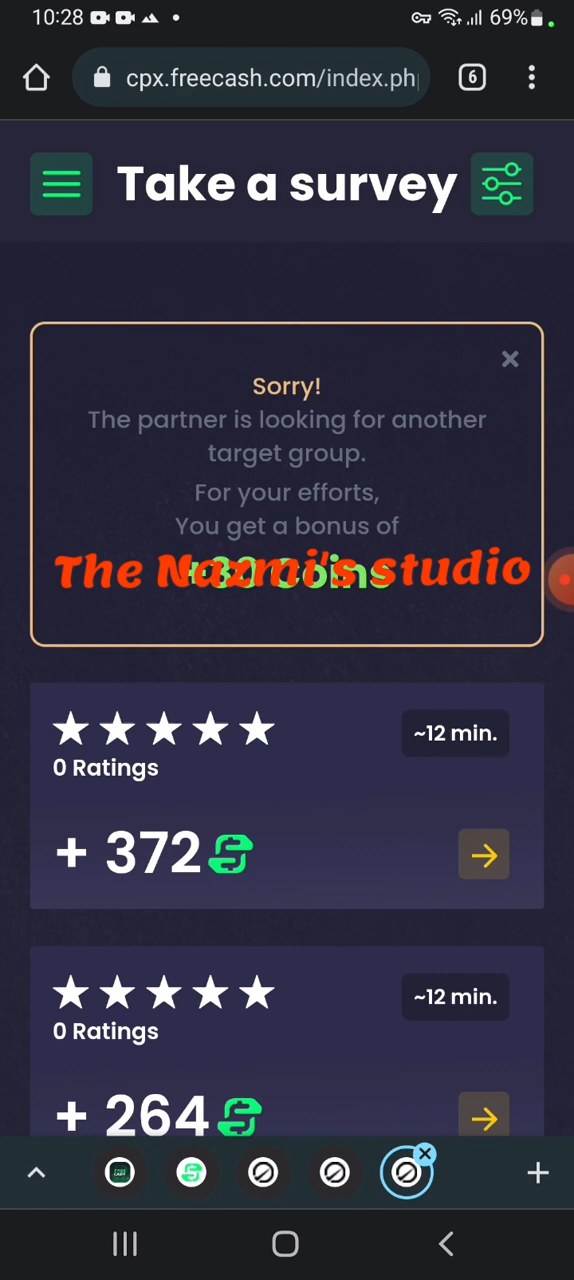 10:28
69%
cpx.freecash.com/index.ph
6
Take a survey
Sorry!
The partner is looking for another
target group.
For your efforts,
You get a bonus of
Coins
The Nazmi's studio
~12 min.
0 Ratings
+ 372
~12 min.
0 Ratings
+ 264